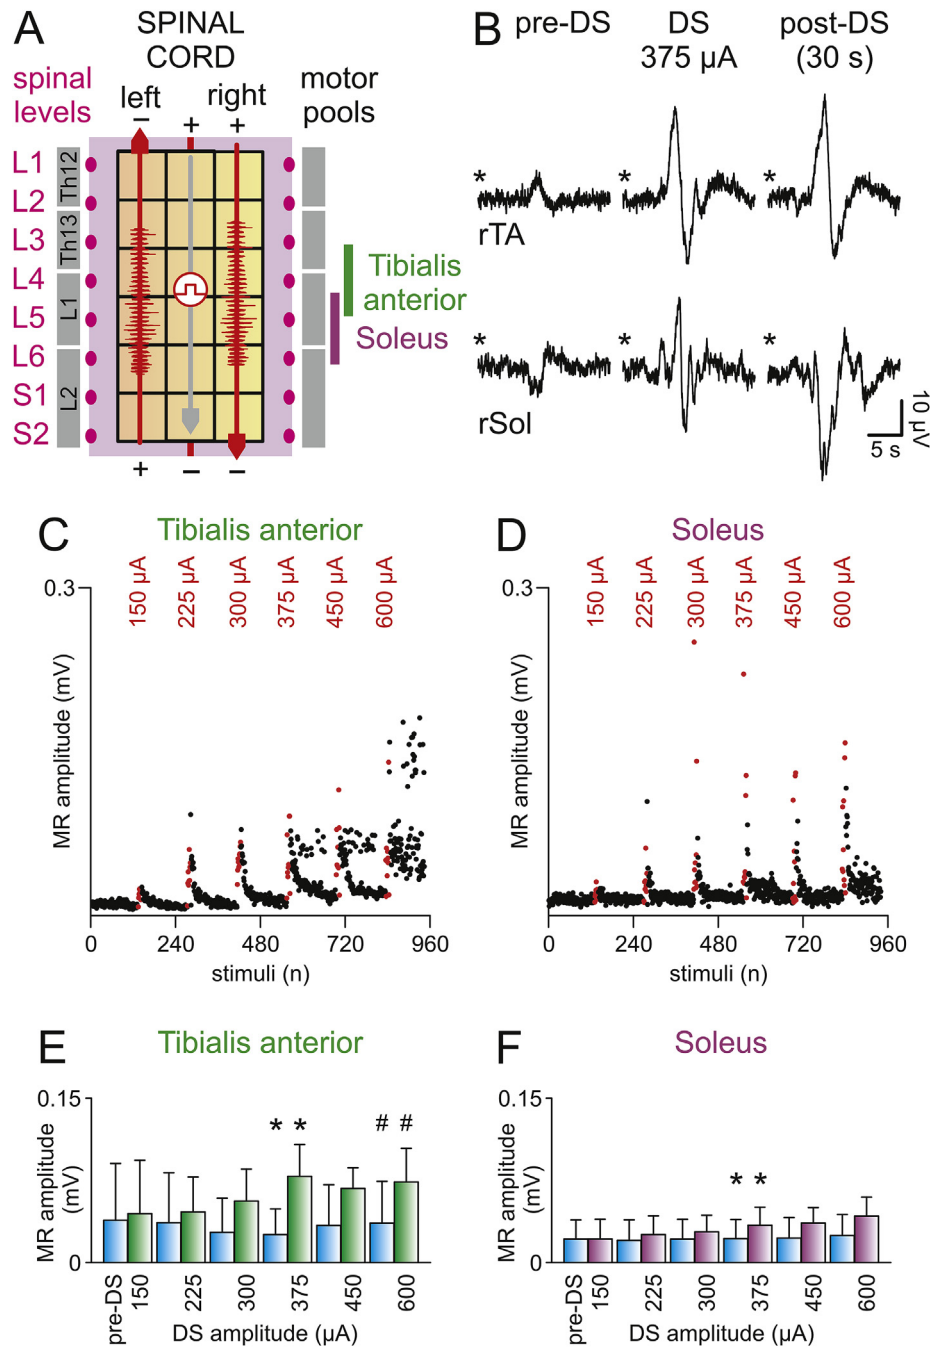 A
SPINAL
CORD
spinal
levels
left
right
motor
pools
− + +
L1
L2
L3
L4
L5
L6
S1
S2
Th12
Th13
L1
L2
Tibialis
anterior
Soleus
+ − −
B
pre-DS
DS
375 µA
post-DS
(30 s)
* * *
rTA
* * *
rSol
10 µV
5 s
C
Tibialis anterior
150 µA
225 µA
300 µA
375 µA
450 µA
600 µA
0.3
MR amplitude (mV)
0 240 480 720 960
stimuli (n)
D
Soleus
150 µA
225 µA
300 µA
375 µA
450 µA
600 µA
0.3
MR amplitude (mV)
0 240 480 720 960
stimuli (n)
E
Tibialis anterior
0.15
MR amplitude
(mV)
0
* *
# #
pre-DS
150
225
300
375
450
600
DS amplitude (µA)
F
Soleus
0.15
MR amplitude
(mV)
0
* *
pre-DS
150
225
300
375
450
600
DS amplitude (µA)